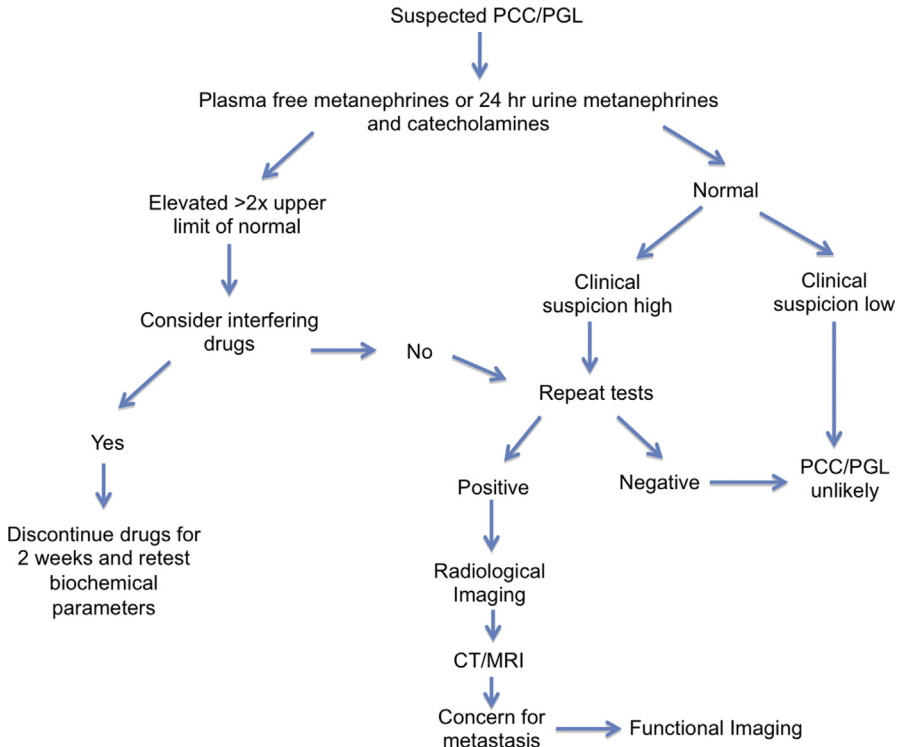 Suspected PCC/PGL
Plasma free metanephrines or 24 hr urine metanephrines
and catecholamines
Elevated >2x upper
limit of normal
Normal
Consider interfering
drugs
No
Clinical
suspicion high
Clinical
suspicion low
Repeat tests
Yes
Positive
Negative
PCC/PGL
unlikely
Discontinue drugs for
2 weeks and retest
biochemical
parameters
Radiological
Imaging
CT/MRI
Concern for
metastasis
Functional Imaging